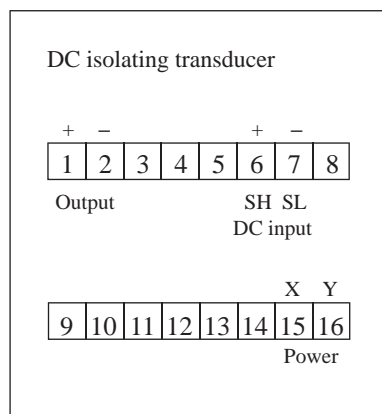 DC isolating transducer
+ − + −
1 2 3 4 5 6 7 8
Output SH SL
DC input
X Y
9 10 11 12 13 14 15 16
Power